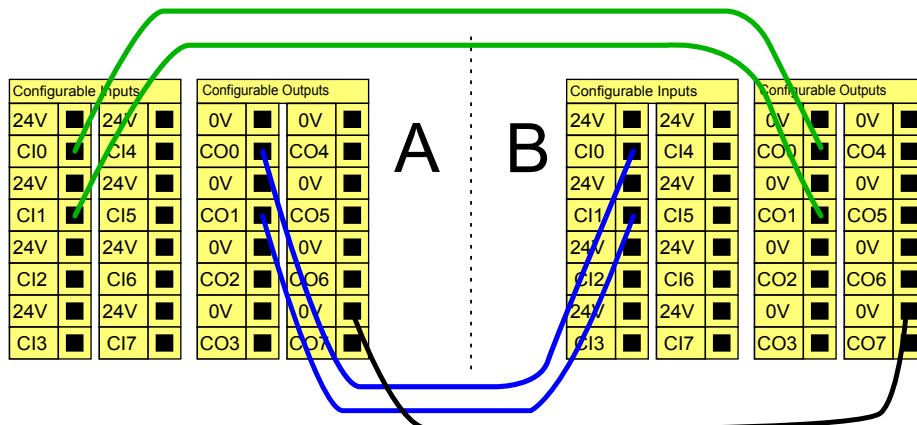 Configurable Inputs Configurable Outputs A B Configurable Inputs Configurable Outputs
24V 24V 0V 0V 24V 24V 0V 0V
CI0 CI4 CO0 CO4 CI0 CI4 CO0 CO4
24V 24V 0V 0V 24V 24V 0V 0V
CI1 CI5 CO1 CO5 CI1 CI5 CO1 CO5
24V 24V 0V 0V 24V 24V 0V 0V
CI2 CI6 CO2 CO6 CI2 CI6 CO2 CO6
24V 24V 0V 0V 24V 24V 0V 0V
CI3 CI7 CO3 CO7 CI3 CI7 CO3 CO7